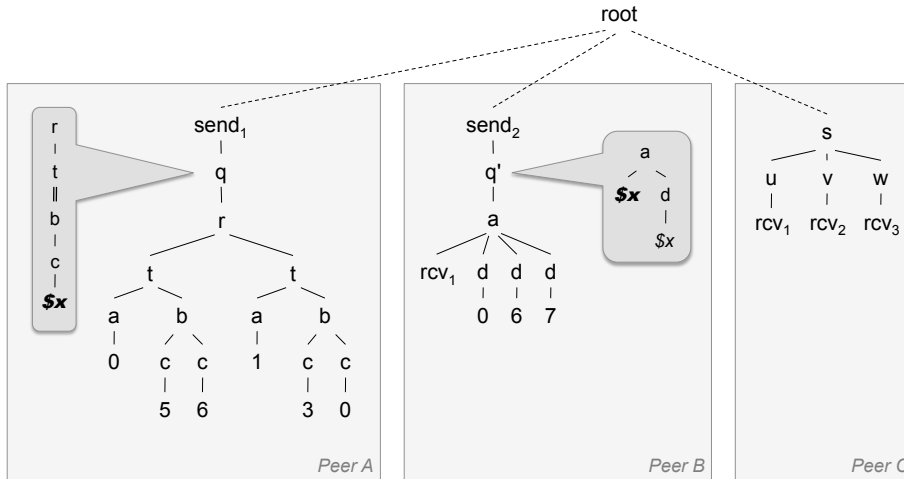 root
send₁
q
r
t t
a b a b
0 c c 1 c c
5 6 3 0
r
t
b
c
$x
Peer A
send₂
q'
a
rcv₁ d d d
0 6 7
a
$x d
$x
Peer B
s
u v w
rcv₁ rcv₂ rcv₃
Peer C